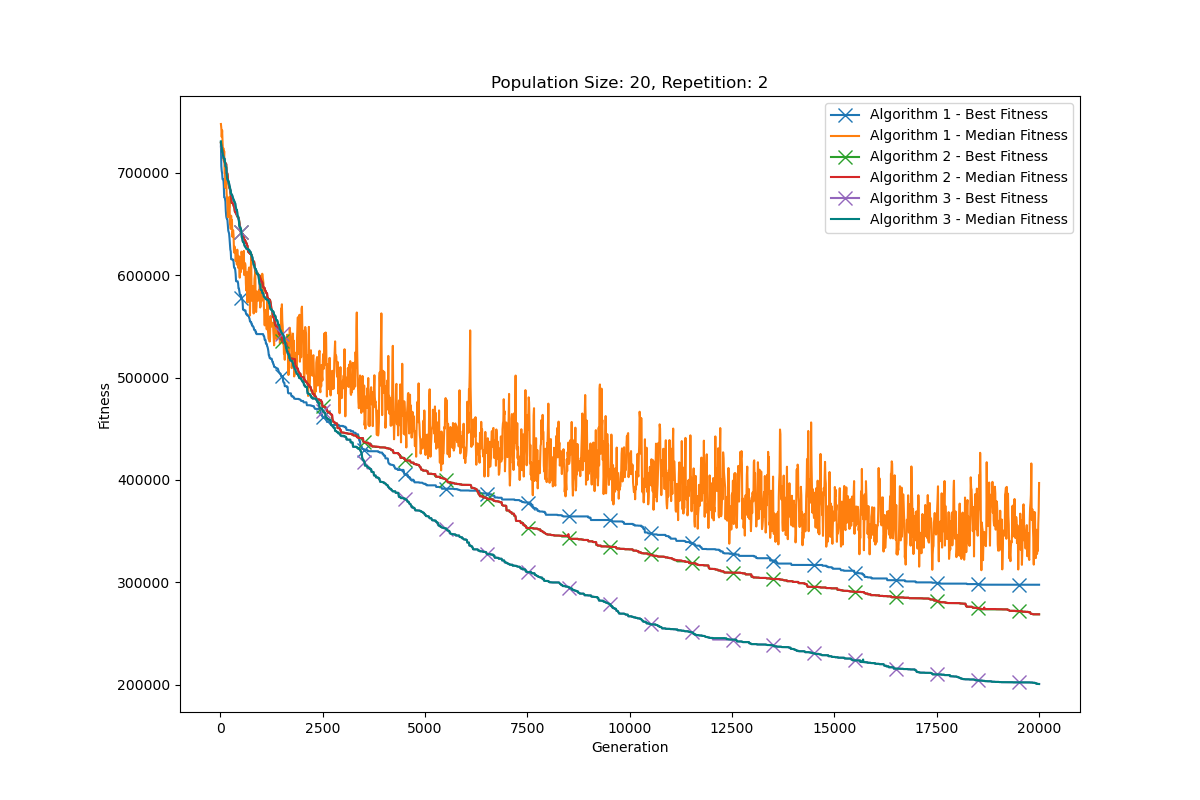 Population Size: 20, Repetition: 2
Algorithm 1 - Best Fitness
Algorithm 1 - Median Fitness
Algorithm 2 - Best Fitness
Algorithm 2 - Median Fitness
Algorithm 3 - Best Fitness
Algorithm 3 - Median Fitness
700000
600000
500000
400000
300000
200000
Fitness
0 2500 5000 7500 10000 12500 15000 17500 20000
Generation